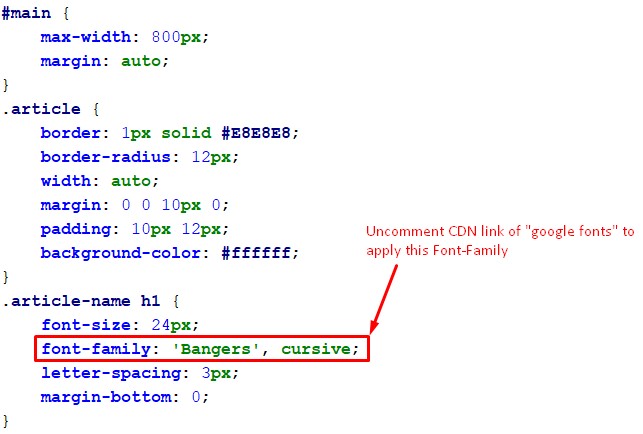 #main {
max-width: 800px;
margin: auto;
}
.article {
border: 1px solid #E8E8E8;
border-radius: 12px;
width: auto;
margin: 0 0 10px 0;
padding: 10px 12px;
background-color: #ffffff;
}
.article-name h1 {
font-size: 24px;
font-family: 'Bangers', cursive;
letter-spacing: 3px;
margin-bottom: 0;
}
Uncomment CDN link of "google fonts" to
apply this Font-Family